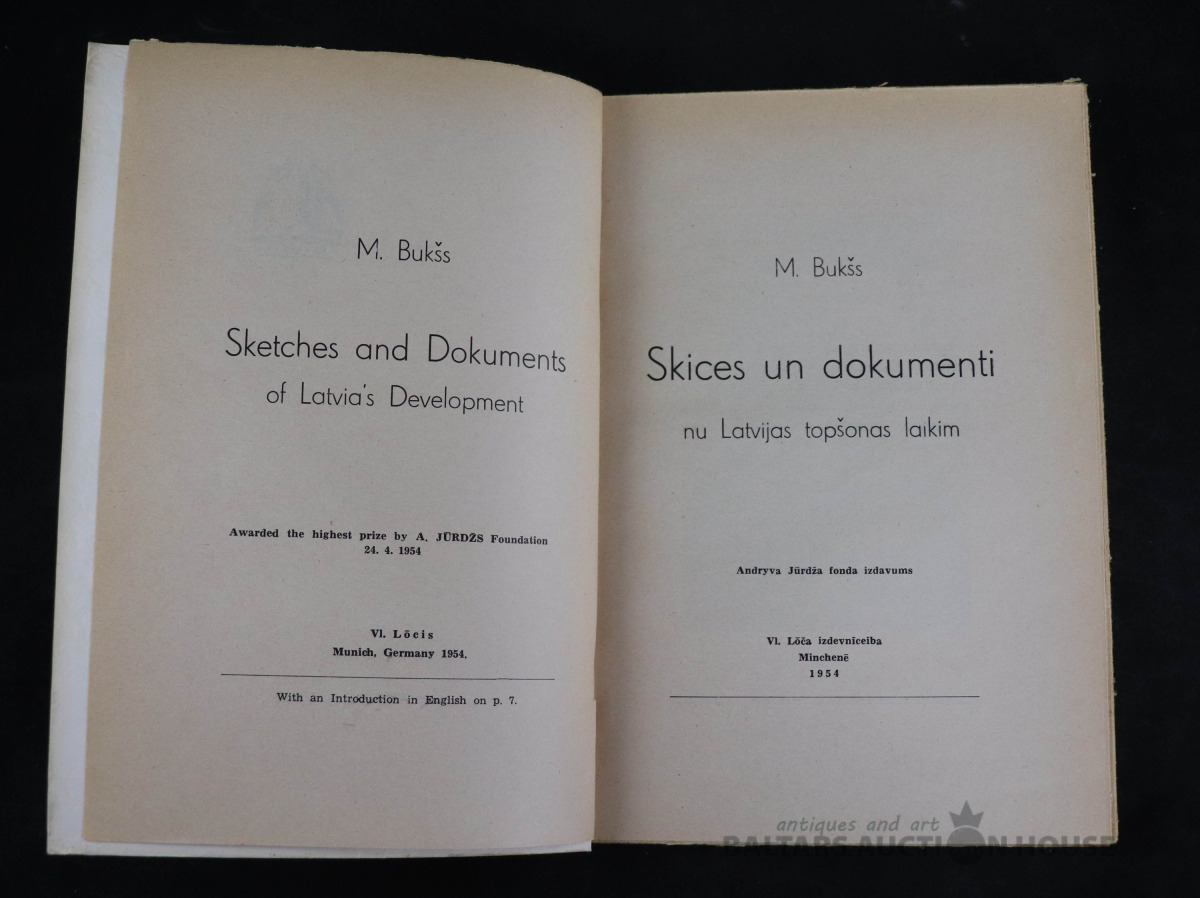 M. Bukšs
Sketches and Dokuments
of Latvia's Development
Awarded the highest prize by A. JŪRDŽS Foundation
24. 4. 1954
Vl. Lōcis
Munich, Germany 1954.
With an Introduction in English on p. 7.
M. Bukšs
Skices un dokumenti
nu Latvijas topšonas laikim
Andryva Jūrdža fonda izdavums
Vl. Lōča izdevnīceiba
Minchenē
1954
antiques and art
BALTARS AUCTION HOUSE